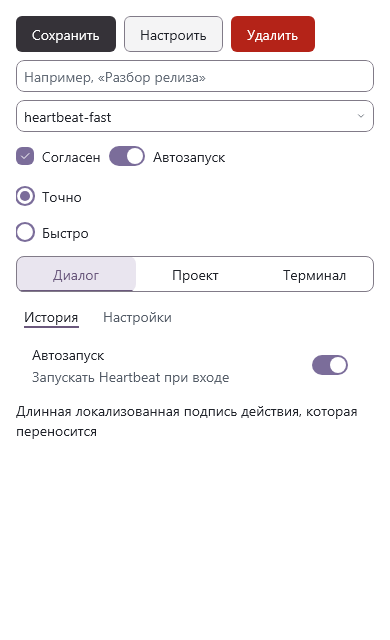 Сохранить Настроить Удалить
Например, «Разбор релиза»
heartbeat-fast
Согласен Автозапуск
Точно
Быстро
Диалог Проект Терминал
История Настройки
Автозапуск
Запускать Heartbeat при входе
Длинная локализованная подпись действия, которая
переносится